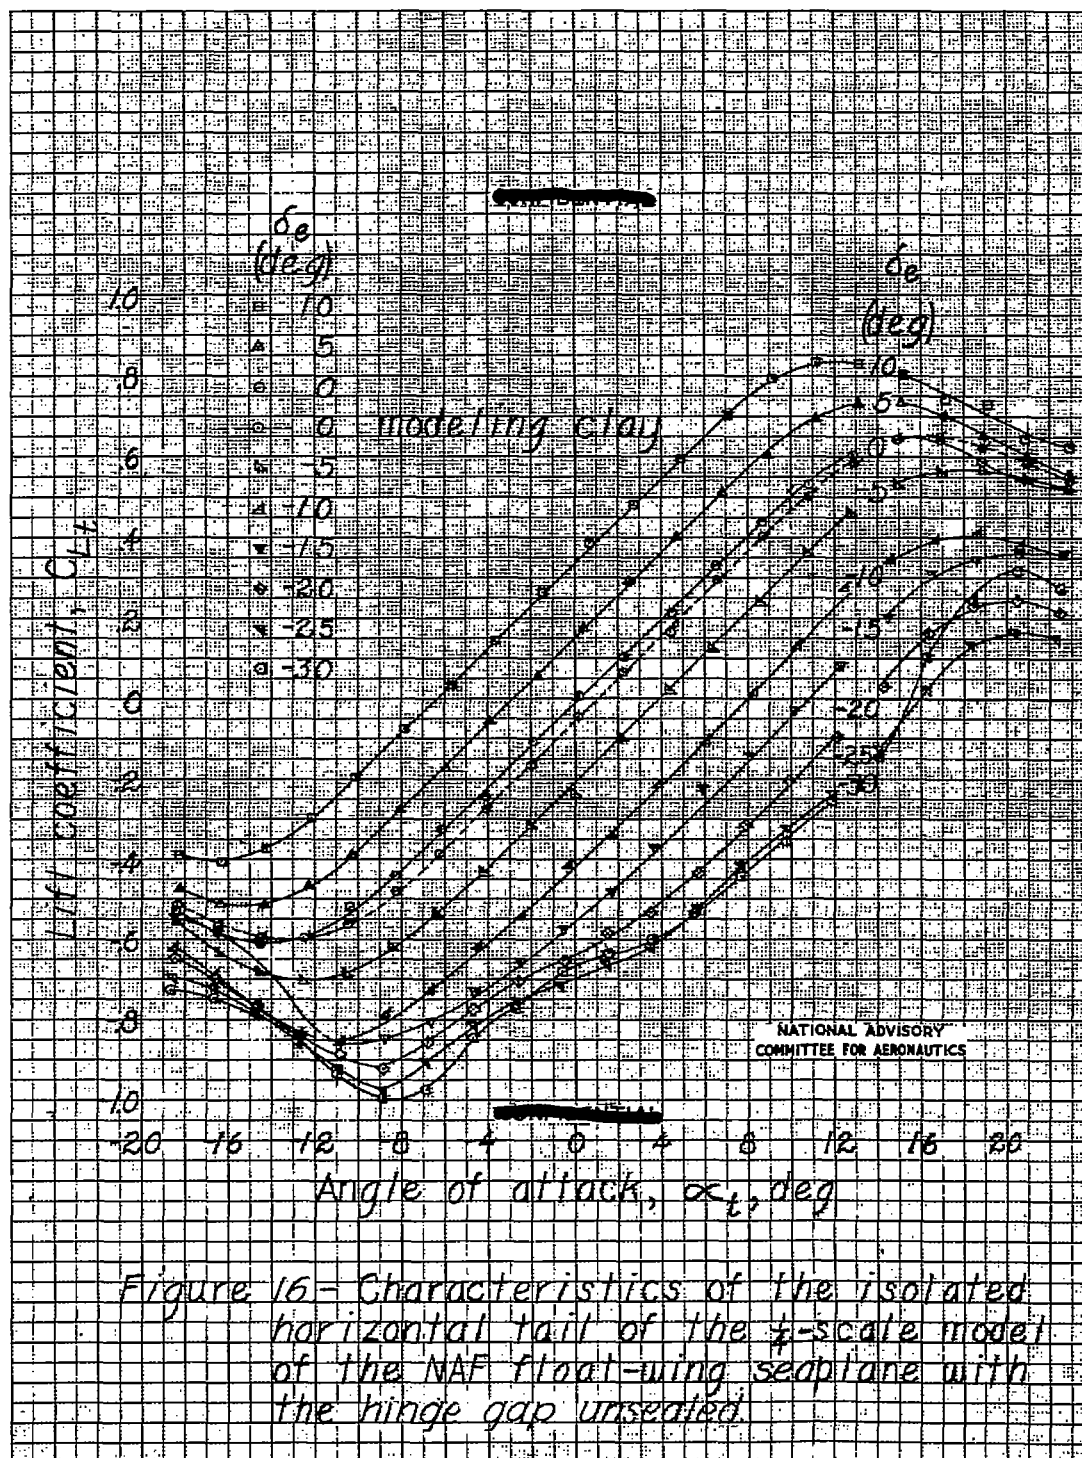 δe
(deg)
10
5
0
0 modeling clay
-5
-10
-15
-20
-25
-30
δe
(deg)
10
5
0
-5
-10
-15
-20
-25
-30
Lift coefficient, CLt
1.0
.8
.6
.4
.2
0
-.2
-.4
-.6
-.8
-1.0
-20 -16 -12 -8 -4 0 4 8 12 16 20
Angle of attack, αt, deg
NATIONAL ADVISORY
COMMITTEE FOR AERONAUTICS
Figure 16.- Characteristics of the isolated
horizontal tail of the 1/4-scale model
of the NAF float-wing seaplane with
the hinge gap unsealed.